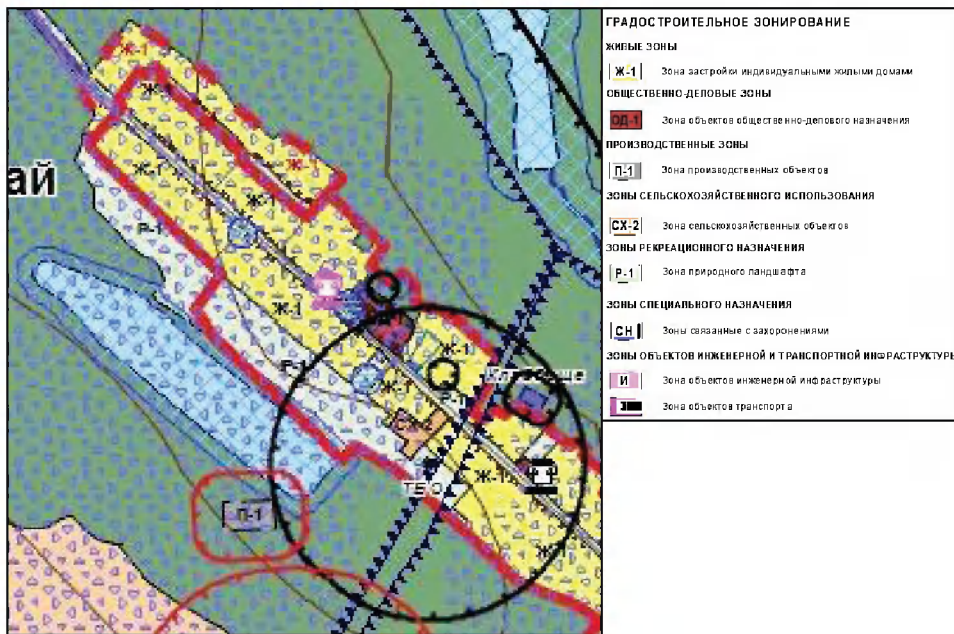 Ж-1
Ж-1
Ж-1
Ж-1
Ж-1
ай
Р-1
Ж-1
Р-1
Ж-1
Ж-1
СХ-2
Ж-1
П-1
Ж-1
ГРАДОСТРОИТЕЛЬНОЕ ЗОНИРОВАНИЕ
ЖИВЫЕ ЗОНЫ
Ж-1 Зона застройки индивидуальными жилыми домами
ОБЩЕСТВЕННО-ДЕЛОВЫЕ ЗОНЫ
ОД-1 Зона объектов общественно-делового назначения
ПРОИЗВОДСТВЕННЫЕ ЗОНЫ
П-1 Зона производственных объектов
ЗОНЫ СЕЛЬСКОХОЗЯЙСТВЕННОГО ИСПОЛЬЗОВАНИЯ
СХ-2 Зона сельскохозяйственных объектов
ЗОНЫ РЕКРЕАЦИОННОГО НАЗНАЧЕНИЯ
Р-1 Зона природного ландшафта
ЗОНЫ СПЕЦИАЛЬНОГО НАЗНАЧЕНИЯ
СН Зоны связанные с захоронениями
ЗОНЫ ОБЪЕКТОВ ИНЖЕНЕРНОЙ И ТРАНСПОРТНОЙ ИНФРАСТРУКТУРЫ
И Зона объектов инженерной инфраструктуры
Зона объектов транспорта